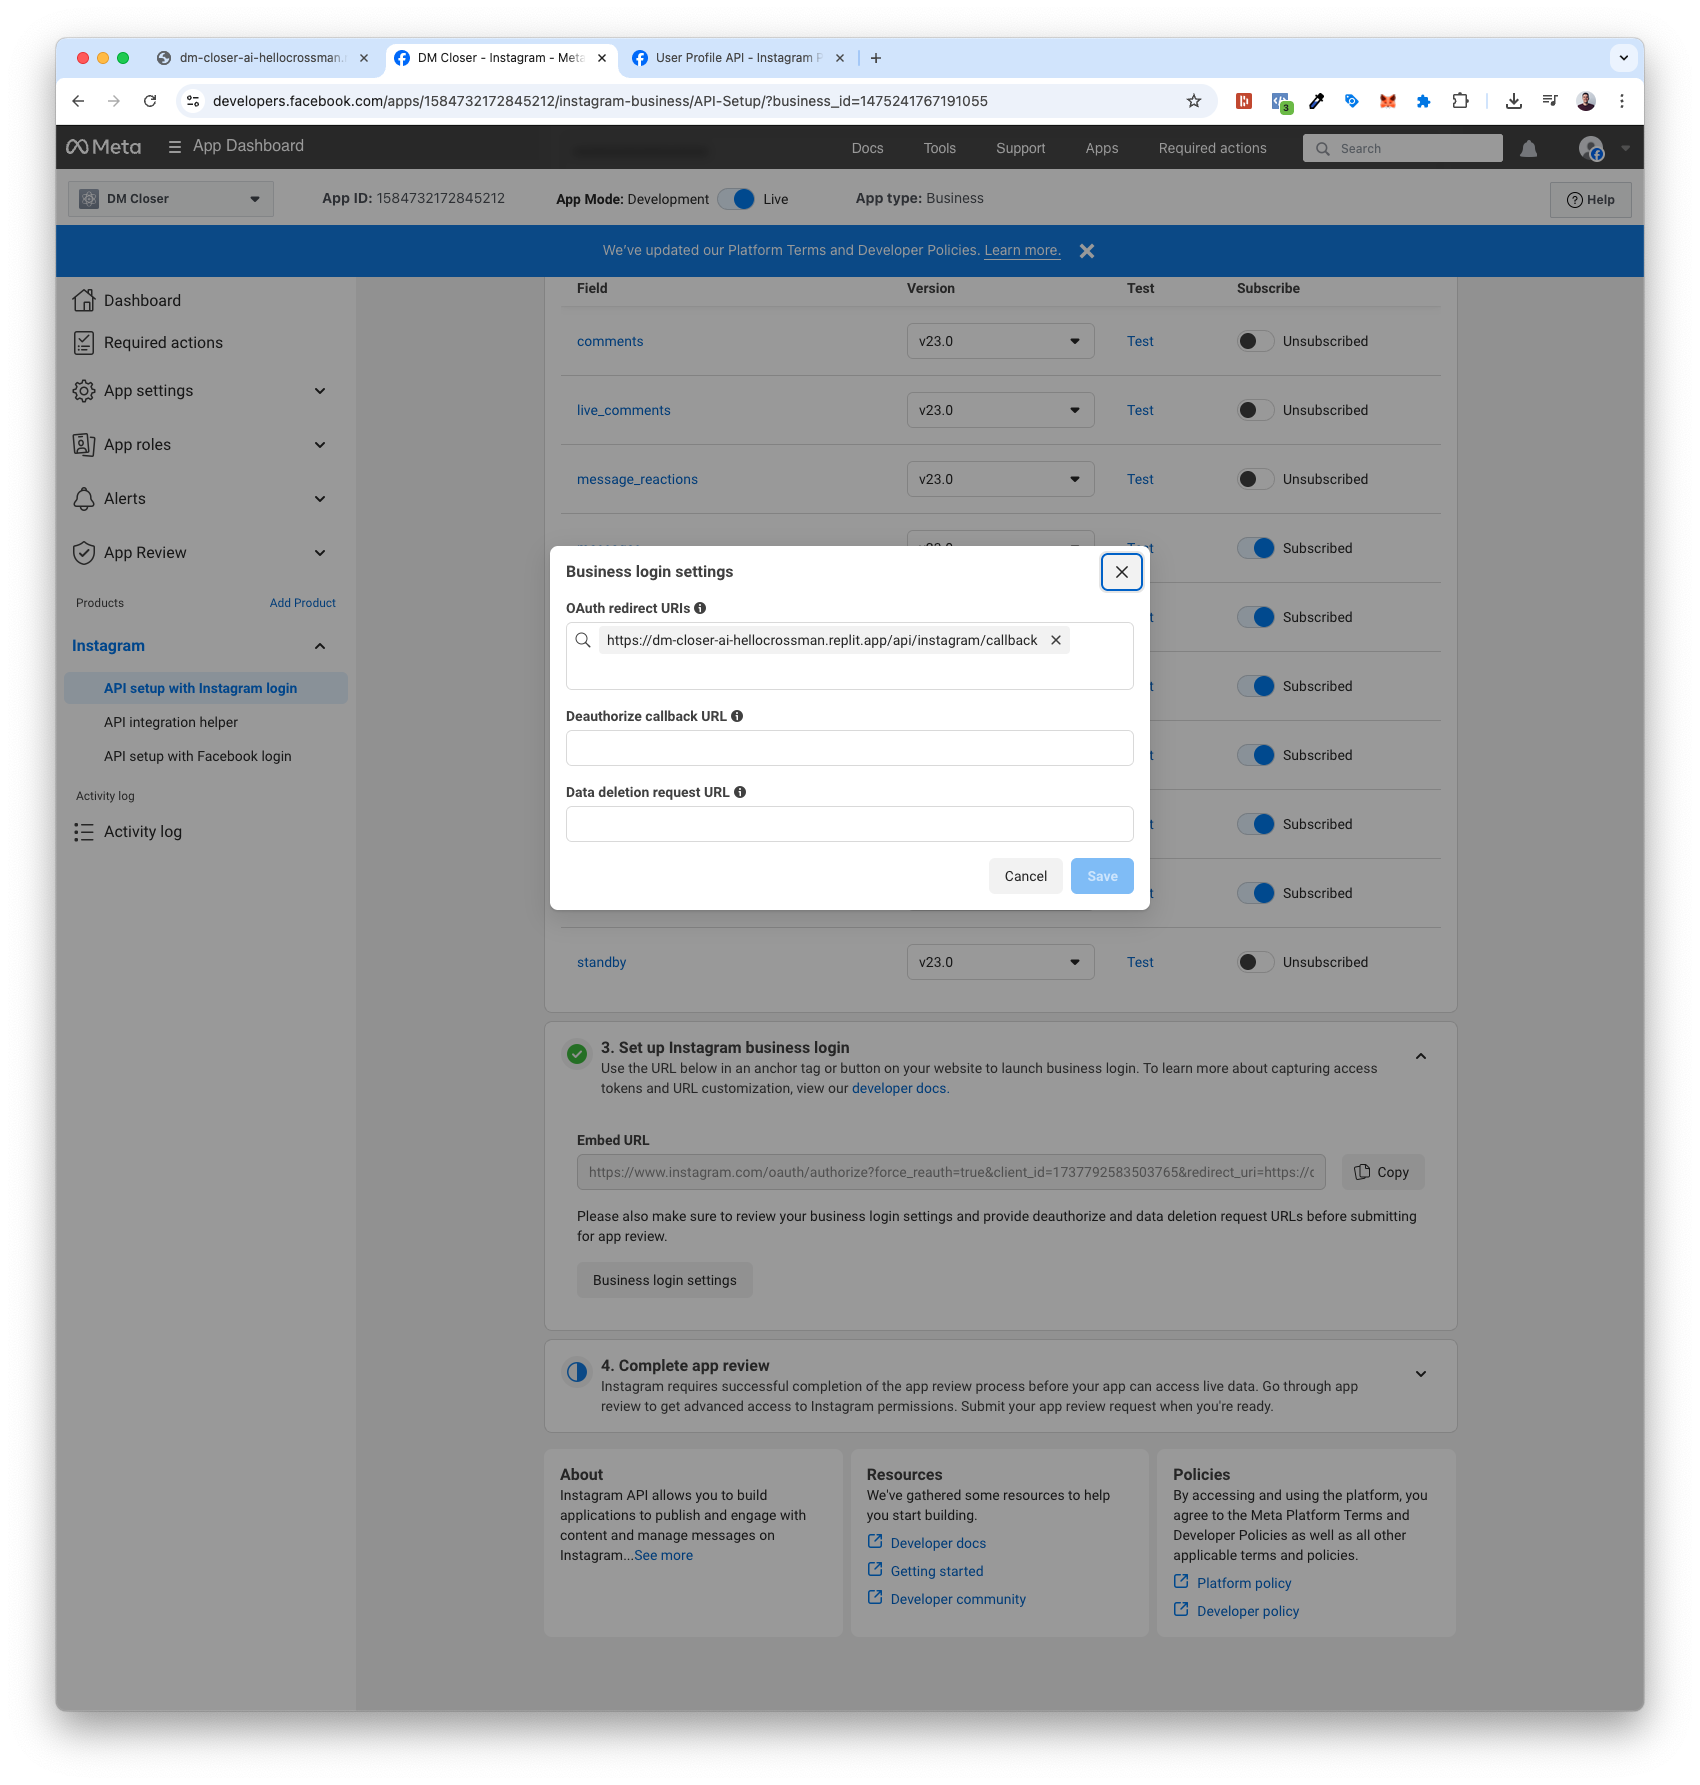 dm-closer-ai-hellocrossman.
DM Closer - Instagram - Meta
User Profile API - Instagram P
developers.facebook.com/apps/1584732172845212/instagram-business/API-Setup/?business_id=1475241767191055
3
Meta
App Dashboard
Docs
Tools
Support
Apps
Required actions
Search
DM Closer
App ID: 1584732172845212
App Mode: Development
Live
App type: Business
Help
We've updated our Platform Terms and Developer Policies. Learn more.
Dashboard
Required actions
App settings
App roles
Alerts
App Review
Products
Add Product
Instagram
API setup with Instagram login
API integration helper
API setup with Facebook login
Activity log
Activity log
Field Version Test Subscribe
comments v23.0 Test Unsubscribed
live_comments v23.0 Test Unsubscribed
message_reactions v23.0 Test Unsubscribed
Subscribed
Subscribed
Subscribed
Subscribed
Subscribed
Subscribed
standby v23.0 Test Unsubscribed
Business login settings
OAuth redirect URIs
https://dm-closer-ai-hellocrossman.replit.app/api/instagram/callback
Deauthorize callback URL
Data deletion request URL
Cancel
Save
3. Set up Instagram business login
Use the URL below in an anchor tag or button on your website to launch business login. To learn more about capturing access
tokens and URL customization, view our developer docs.
Embed URL
https://www.instagram.com/oauth/authorize?force_reauth=true&client_id=1737792583503765&redirect_uri=https://
Copy
Please also make sure to review your business login settings and provide deauthorize and data deletion request URLs before submitting
for app review.
Business login settings
4. Complete app review
Instagram requires successful completion of the app review process before your app can access live data. Go through app
review to get advanced access to Instagram permissions. Submit your app review request when you're ready.
About
Instagram API allows you to build
applications to publish and engage with
content and manage messages on
Instagram...See more
Resources
We've gathered some resources to help
you start building.
Developer docs
Getting started
Developer community
Policies
By accessing and using the platform, you
agree to the Meta Platform Terms and
Developer Policies as well as all other
applicable terms and policies.
Platform policy
Developer policy